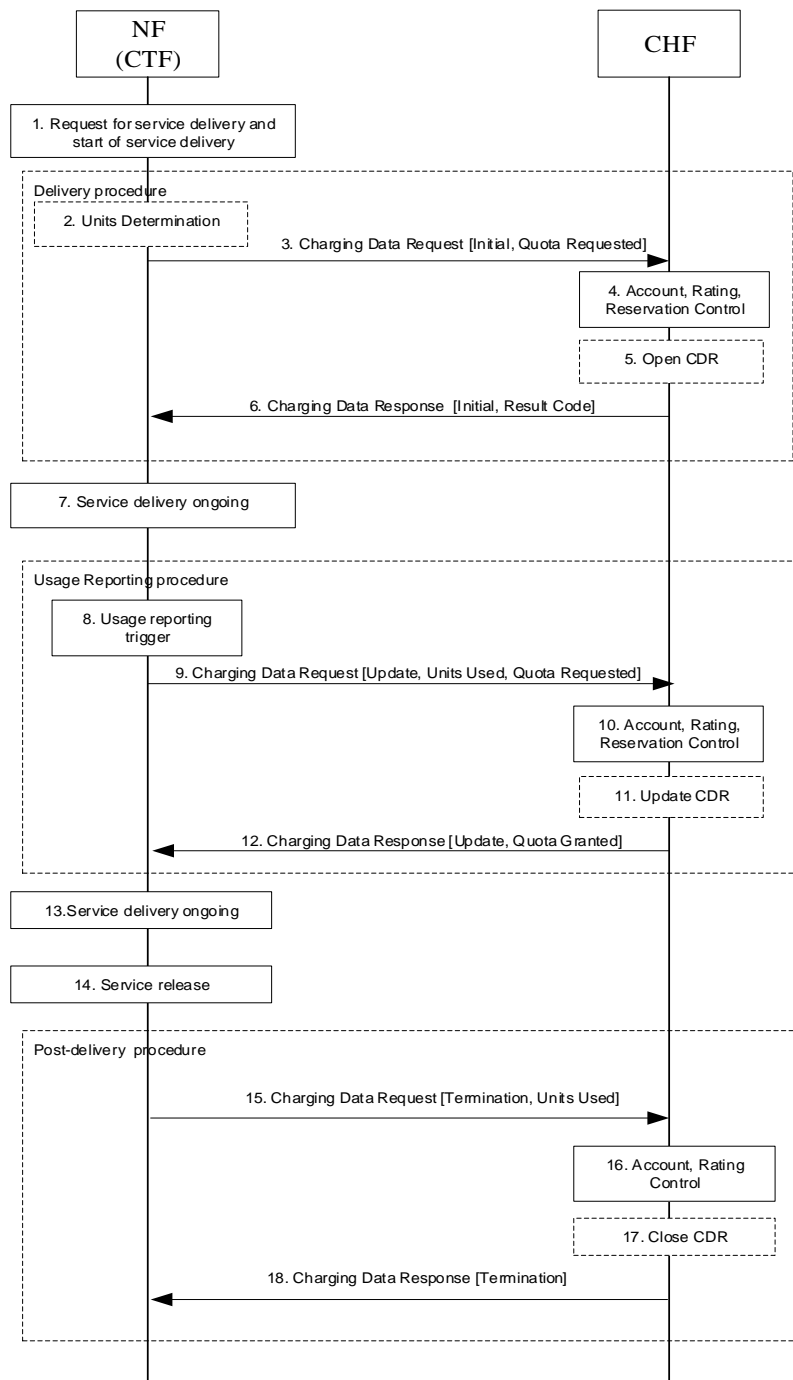 NF
(CTF)
CHF
1. Request for service delivery and
start of service delivery
Delivery procedure
2. Units Determination
3. Charging Data Request [Initial, Quota Requested]
4. Account, Rating,
Reservation Control
5. Open CDR
6. Charging Data Response [Initial, Result Code]
7. Service delivery ongoing
Usage Reporting procedure
8. Usage reporting
trigger
9. Charging Data Request [Update, Units Used, Quota Requested]
10. Account, Rating,
Reservation Control
11. Update CDR
12. Charging Data Response [Update, Quota Granted]
13.Service delivery ongoing
14. Service release
Post-delivery procedure
15. Charging Data Request [Termination, Units Used]
16. Account, Rating
Control
17. Close CDR
18. Charging Data Response [Termination]